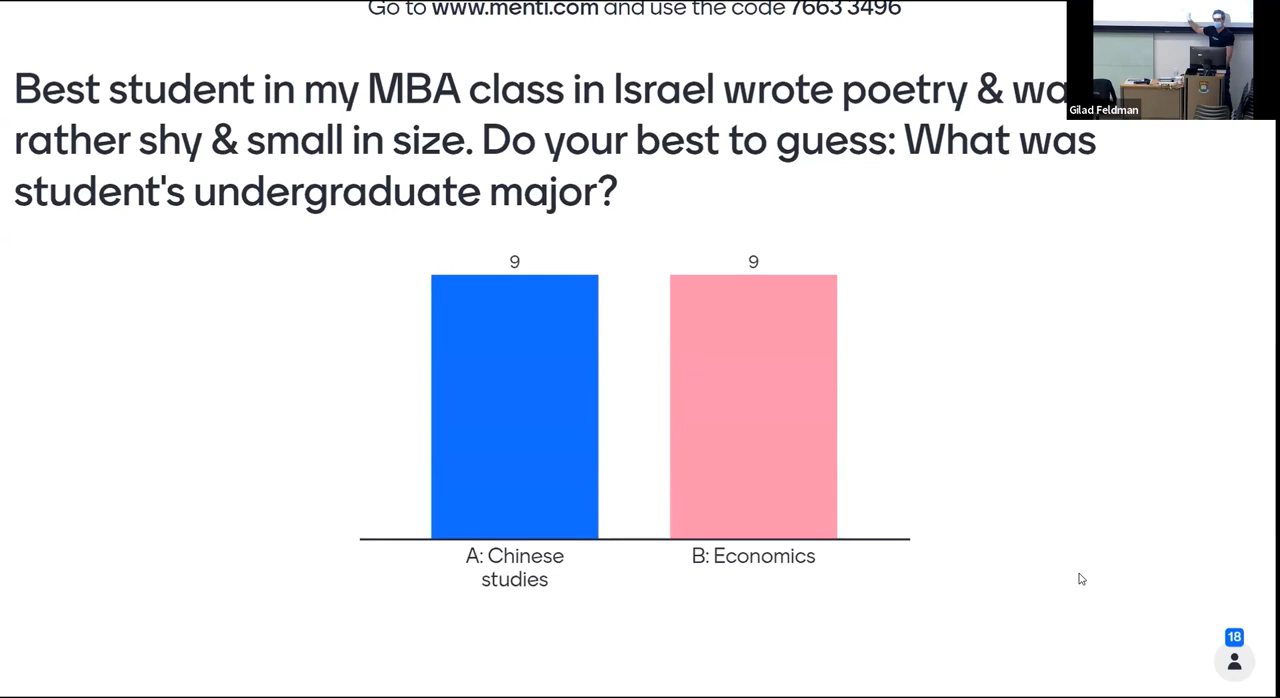 Go to www.menti.com and use the code 7663 3496
Best student in my MBA class in Israel wrote poetry &
rather shy & small in size. Do your best to guess: What was
student's undergraduate major?
Gilad Feldman
9
9
A: Chinese
studies
B: Economics
18